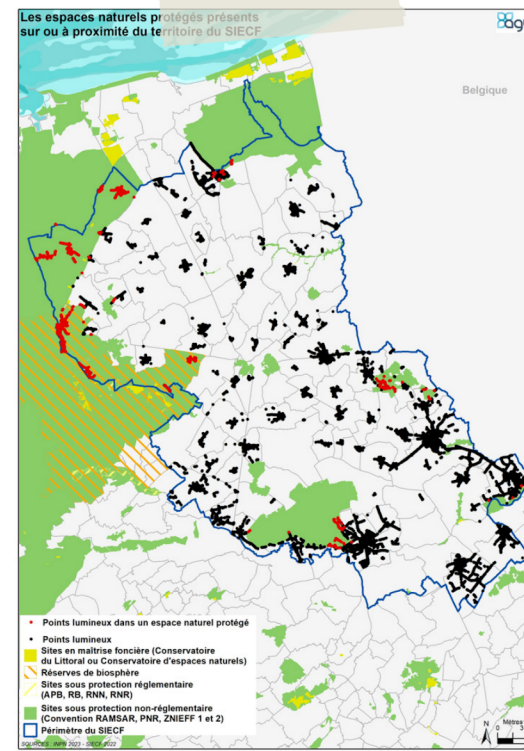 Les espaces naturels protégés présents
sur ou à proximité du territoire du SIECF
Belgique
Points lumineux dans un espace naturel protégé
Points lumineux
Sites en maîtrise foncière (Conservatoire
du Littoral ou Conservatoire d'espaces naturels)
Réserves de biosphère
Sites sous protection réglementaire
(APB, RB, RNN, RNR)
Sites sous protection non-réglementaire
(Convention RAMSAR, PNR, ZNIEFF 1 et 2)
Périmètre du SIECF
SOURCES : INPN 2023 - SIECF 2022
N
Mètres
0